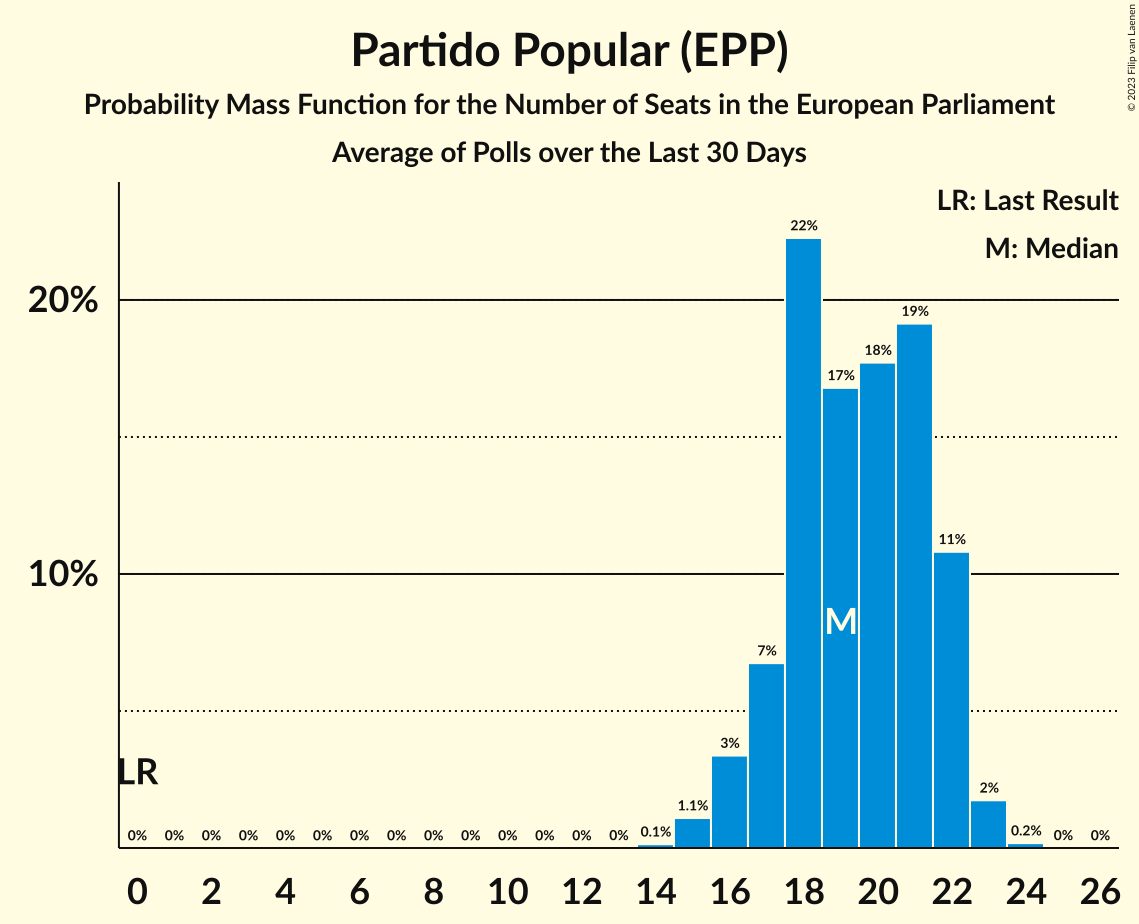 Partido Popular (EPP)
Probability Mass Function for the Number of Seats in the European Parliament
Average of Polls over the Last 30 Days
© 2023 Filip van Laenen
LR: Last Result
M: Median
20%
10%
22%
19%
18%
17%
11%
M
7%
3%
LR
2%
1.1%
0% 0% 0% 0% 0% 0% 0% 0% 0% 0% 0% 0% 0% 0% 0.1% 0.2% 0% 0%
0 2 4 6 8 10 12 14 16 18 20 22 24 26